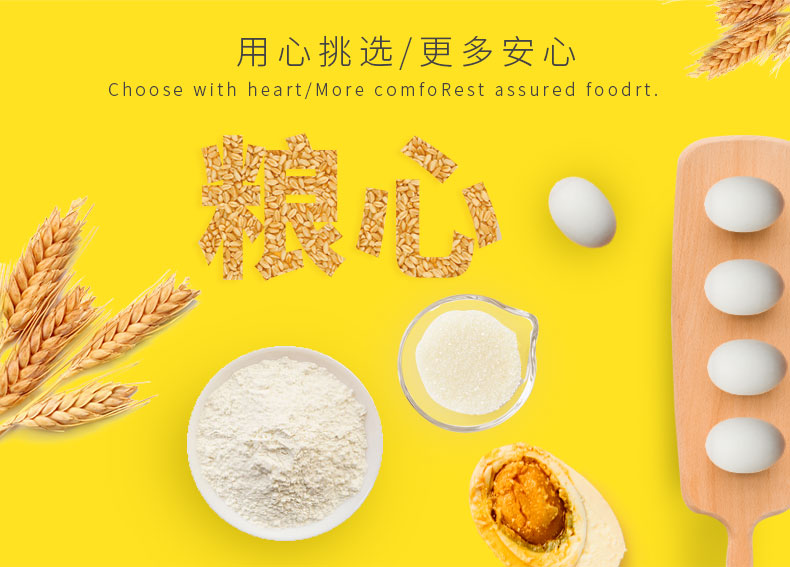 用心挑选/更多安心
Choose with heart/More comfoRest assured foodrt.
粮心